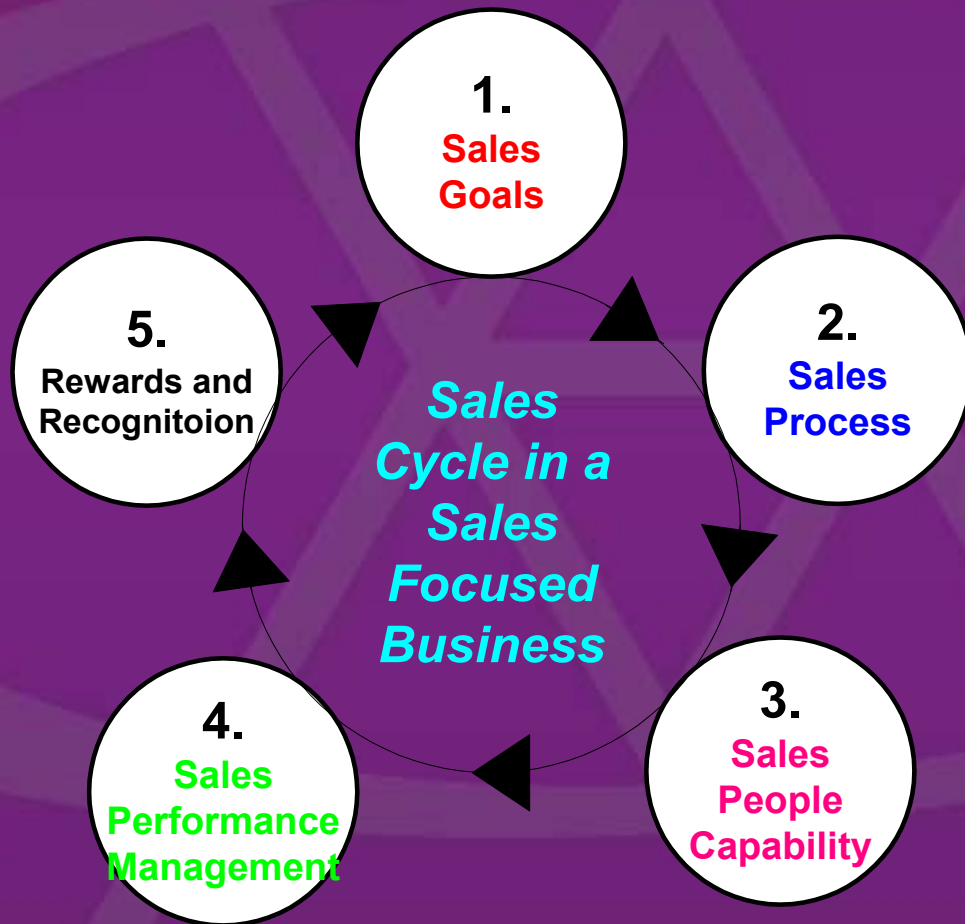 1.
Sales
Goals
2.
Sales
Process
3.
Sales
People
Capability
4.
Sales
Performance
Management
5.
Rewards and
Recognitoion
Sales
Cycle in a
Sales
Focused
Business